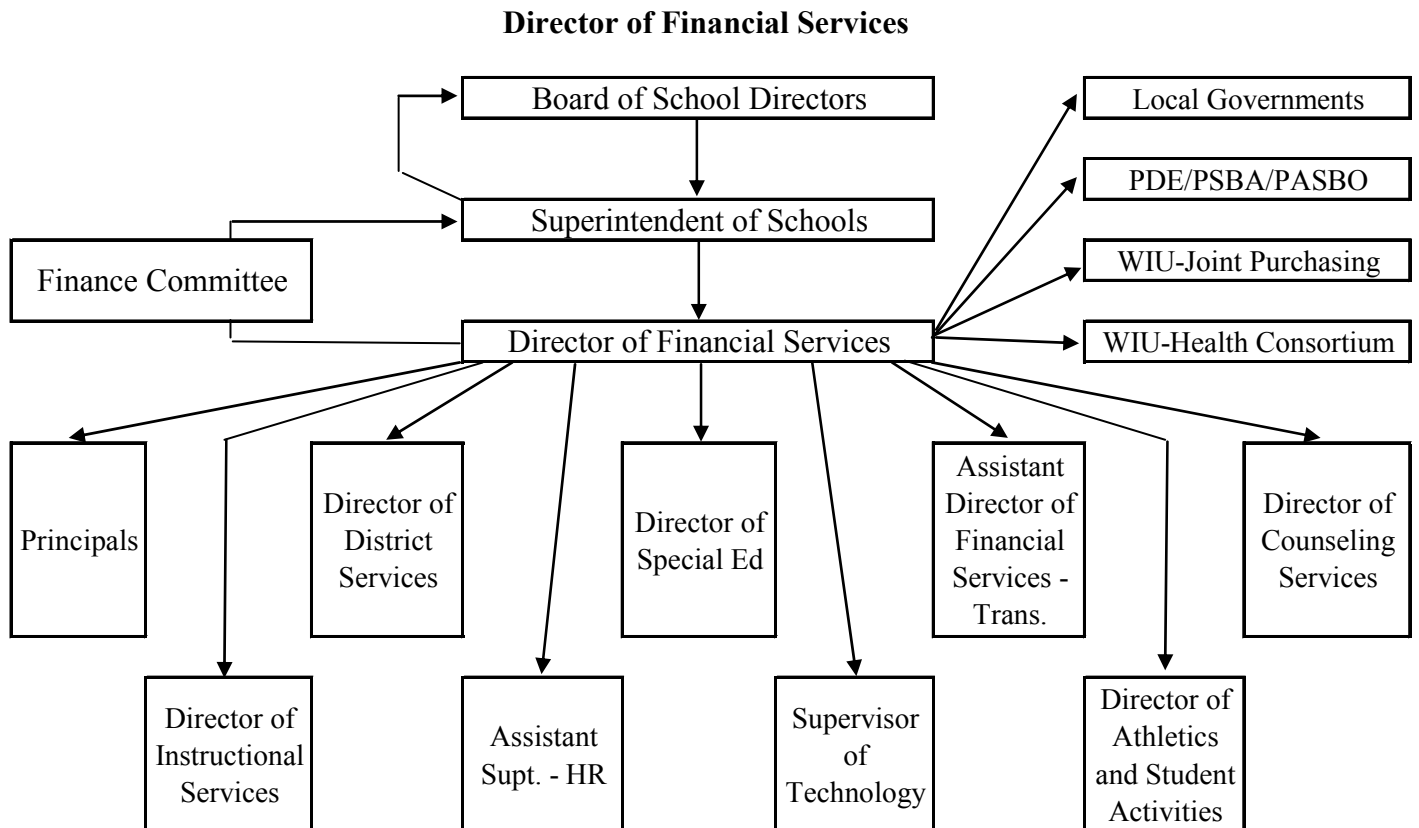 Director of Financial Services
Board of School Directors
Local Governments
PDE/PSBA/PASBO
Superintendent of Schools
Finance Committee
WIU-Joint Purchasing
Director of Financial Services
WIU-Health Consortium
Principals
Director of
District
Services
Director of
Special Ed
Assistant
Director of
Financial
Services -
Trans.
Director of
Counseling
Services
Director of
Instructional
Services
Assistant
Supt. - HR
Supervisor
of
Technology
Director of
Athletics
and Student
Activities